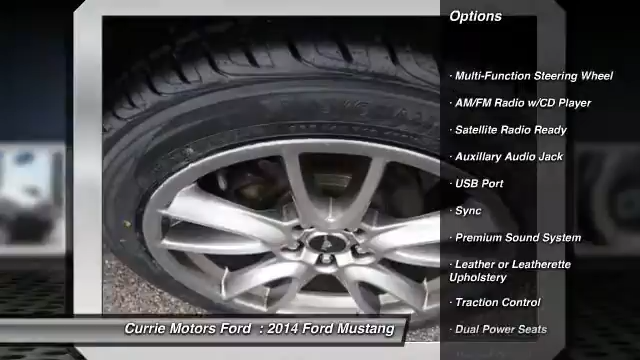 Options
· Multi-Function Steering Wheel
· AM/FM Radio w/CD Player
· Satellite Radio Ready
· Auxillary Audio Jack
· USB Port
· Sync
· Premium Sound System
· Leather or Leatherette
Upholstery
· Traction Control
· Dual Power Seats
Currie Motors Ford : 2014 Ford Mustang